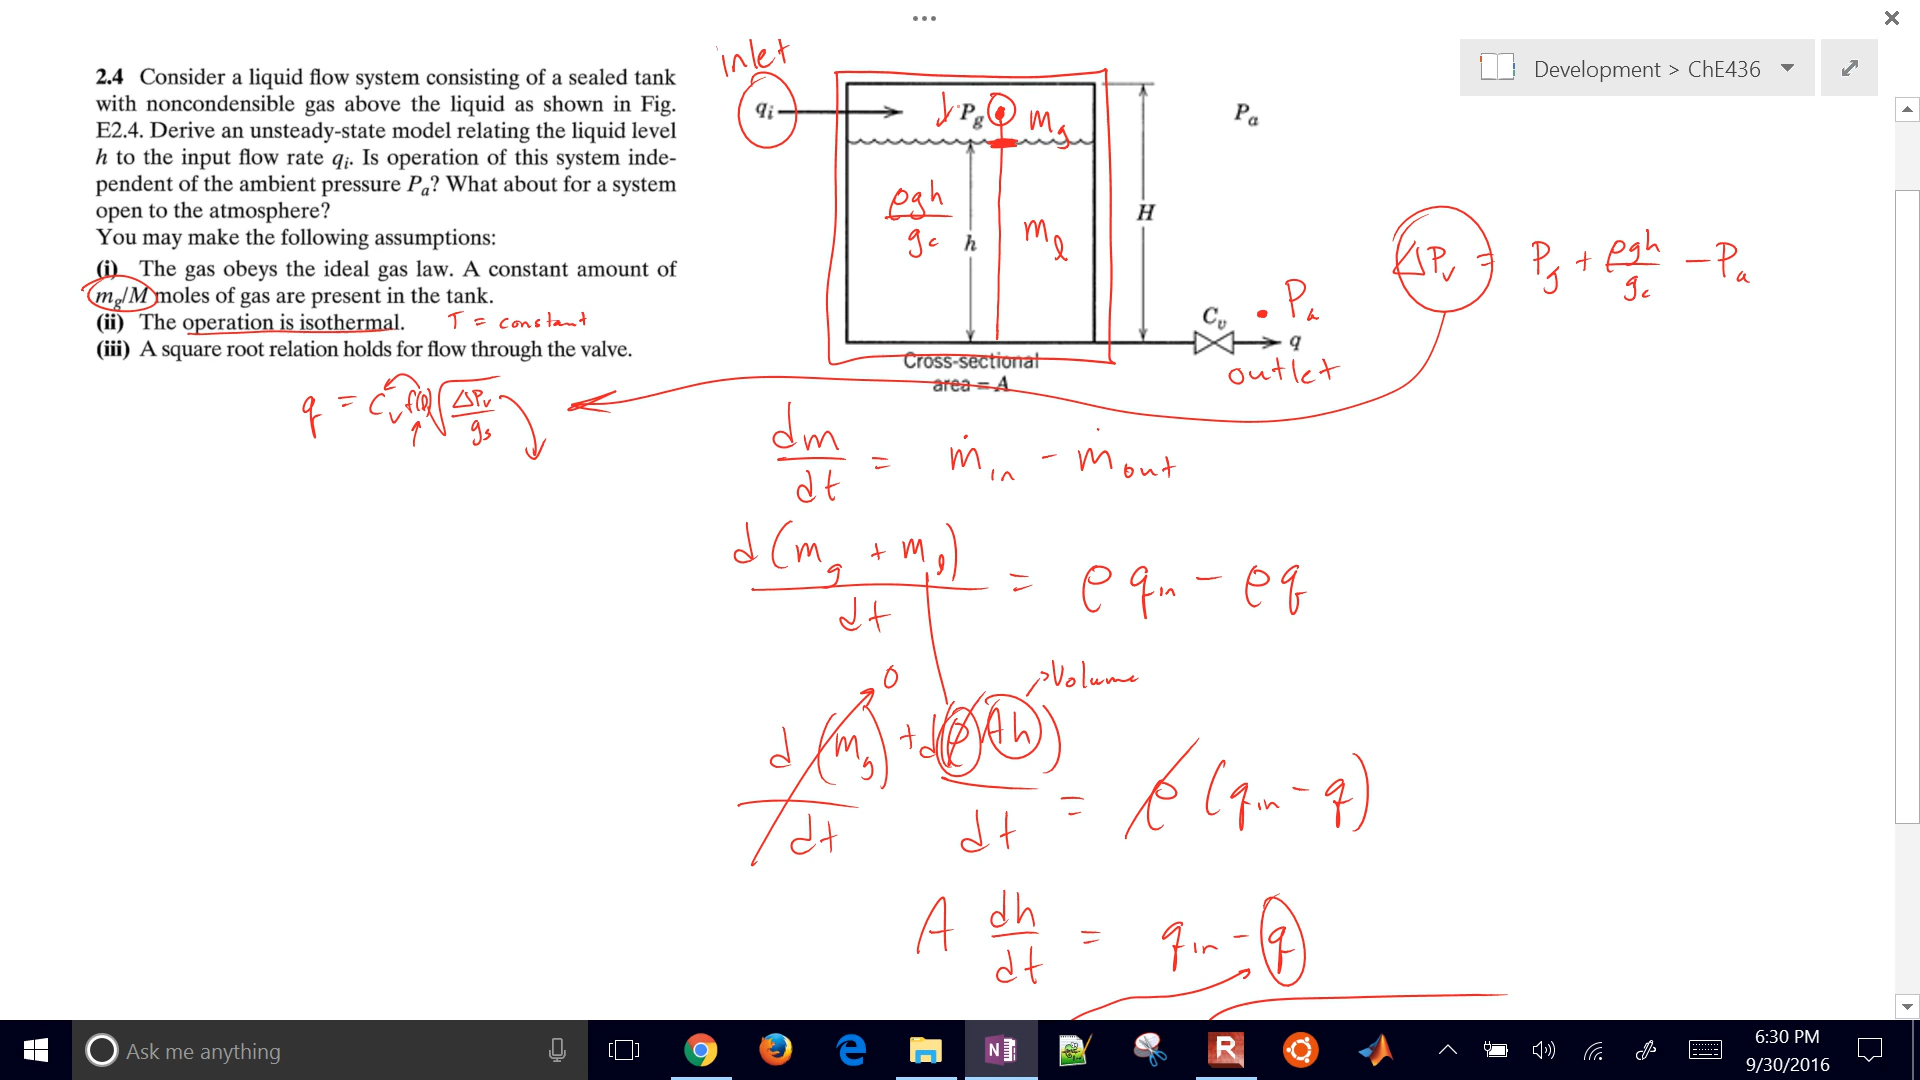 2.4 Consider a liquid flow system consisting of a sealed tank
with noncondensible gas above the liquid as shown in Fig.
E2.4. Derive an unsteady-state model relating the liquid level
h to the input flow rate qi. Is operation of this system inde-
pendent of the ambient pressure Pa? What about for a system
open to the atmosphere?
You may make the following assumptions:
(i) The gas obeys the ideal gas law. A constant amount of
mg/M moles of gas are present in the tank.
(ii) The operation is isothermal. T = constant
(iii) A square root relation holds for flow through the valve.
q = Cv f(l) √(ΔPv/gs)
inlet
qi
Pg mg
ρgh/gc h ml
H
Pa
Cv Pa
q
outlet
Cross-sectional
area = A
ΔPv = Pg + ρgh/gc − Pa
dm/dt = ṁin − ṁout
d(mg + ml)/dt = ρ qin − ρq
0
Volume
d(mg)/dt + d(ρ Ah)/dt = ρ(qin − q)
A dh/dt = qin − q
Development > ChE436
Ask me anything
N
R
6:30 PM
9/30/2016